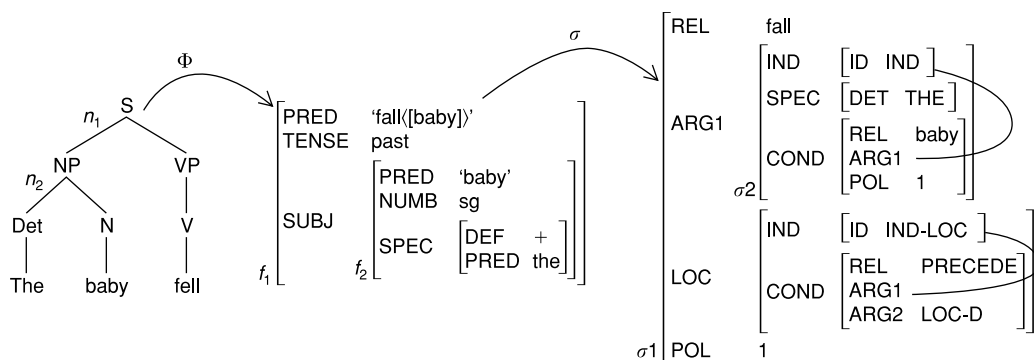 Φ
σ
S
n1
NP VP
n2
Det N V
The baby fell
PRED ‘fall⟨[baby]⟩’
TENSE past
SUBJ
PRED ‘baby’
NUMB sg
SPEC
DEF +
PRED the
f1
f2
REL fall
ARG1
IND ID IND
SPEC DET THE
COND
REL baby
ARG1
POL 1
σ2
LOC
IND ID IND-LOC
COND
REL PRECEDE
ARG1
ARG2 LOC-D
σ1 POL 1